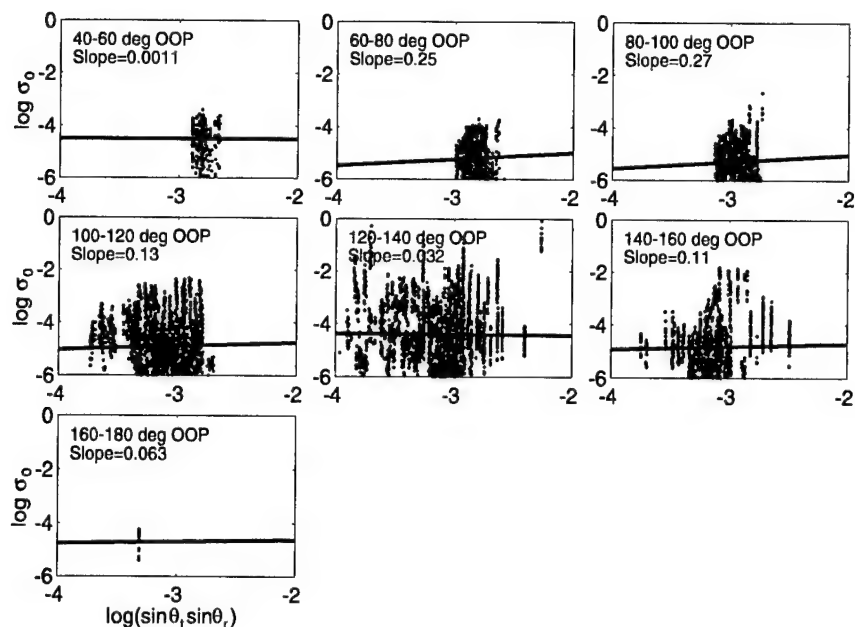 0
40-60 deg OOP
Slope=0.0011
-2
log σ₀
-4
-6
-4
-3
-2
0
60-80 deg OOP
Slope=0.25
-2
-4
-6
-4
-3
-2
0
80-100 deg OOP
Slope=0.27
-2
-4
-6
-4
-3
-2
0
100-120 deg OOP
Slope=0.13
-2
log σ₀
-4
-6
-4
-3
-2
0
120-140 deg OOP
Slope=0.032
-2
-4
-6
-4
-3
-2
0
140-160 deg OOP
Slope=0.11
-2
-4
-6
-4
-3
-2
0
160-180 deg OOP
Slope=0.063
-2
log σ₀
-4
-6
-4
-3
-2
log(sinθₜsinθᵣ)